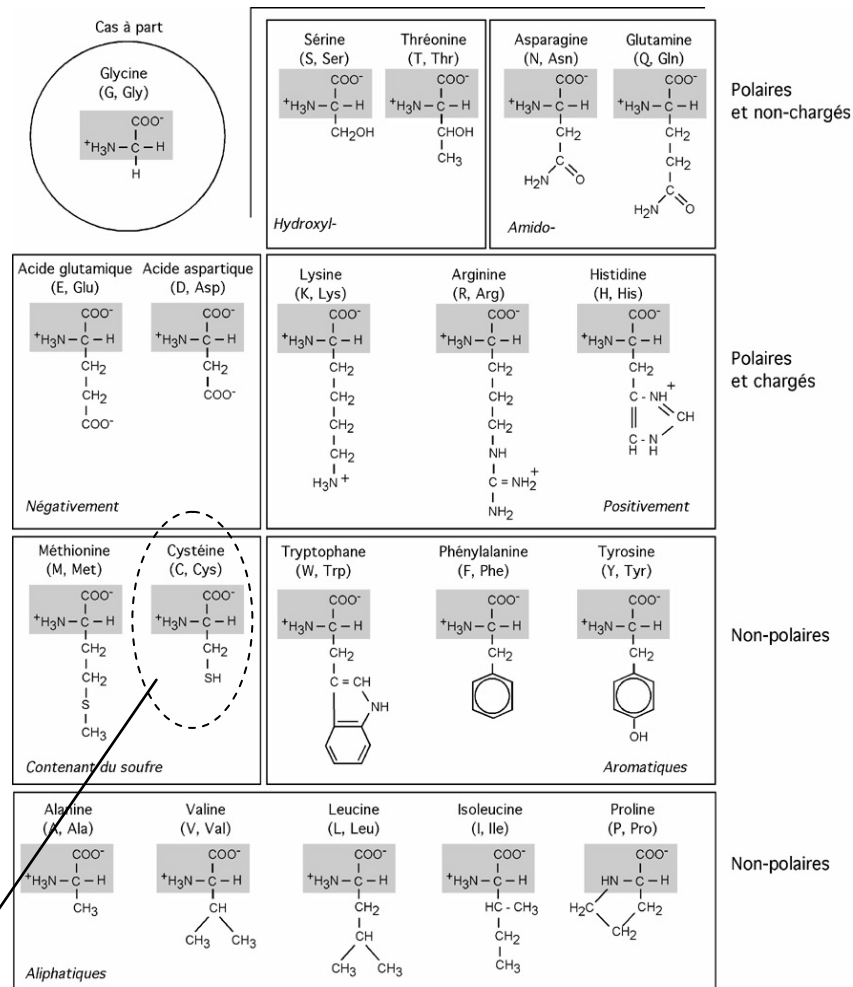 Cas à part
Glycine
(G, Gly)
COO⁻
⁺H₃N–C–H
H
Sérine
(S, Ser)
COO⁻
⁺H₃N–C–H
CH₂OH
Thréonine
(T, Thr)
COO⁻
⁺H₃N–C–H
CHOH
CH₃
Hydroxyl-
Asparagine
(N, Asn)
COO⁻
⁺H₃N–C–H
CH₂
C
H₂N O
Glutamine
(Q, Gln)
COO⁻
⁺H₃N–C–H
CH₂
CH₂
C
H₂N O
Amido-
Polaires
et non-chargés
Acide glutamique
(E, Glu)
COO⁻
⁺H₃N–C–H
CH₂
CH₂
COO⁻
Acide aspartique
(D, Asp)
COO⁻
⁺H₃N–C–H
CH₂
COO⁻
Négativement
Lysine
(K, Lys)
COO⁻
⁺H₃N–C–H
CH₂
CH₂
CH₂
CH₂
H₃N⁺
Arginine
(R, Arg)
COO⁻
⁺H₃N–C–H
CH₂
CH₂
CH₂
NH
C=NH₂⁺
NH₂
Histidine
(H, His)
COO⁻
⁺H₃N–C–H
CH₂
C-NH⁺
CH
C-N
H H
Positivement
Polaires
et chargés
Méthionine
(M, Met)
COO⁻
⁺H₃N–C–H
CH₂
CH₂
S
CH₃
Cystéine
(C, Cys)
COO⁻
⁺H₃N–C–H
CH₂
SH
Contenant du soufre
Tryptophane
(W, Trp)
COO⁻
⁺H₃N–C–H
CH₂
C=CH
NH
Phénylalanine
(F, Phe)
COO⁻
⁺H₃N–C–H
CH₂
Tyrosine
(Y, Tyr)
COO⁻
⁺H₃N–C–H
CH₂
OH
Aromatiques
Non-polaires
Alanine
(A, Ala)
COO⁻
⁺H₃N–C–H
CH₃
Valine
(V, Val)
COO⁻
⁺H₃N–C–H
CH
CH₃ CH₃
Leucine
(L, Leu)
COO⁻
⁺H₃N–C–H
CH₂
CH
CH₃ CH₃
Isoleucine
(I, Ile)
COO⁻
⁺H₃N–C–H
HC-CH₃
CH₂
CH₃
Proline
(P, Pro)
COO⁻
HN–C–H
H₂C CH₂
CH₂
Aliphatiques
Non-polaires